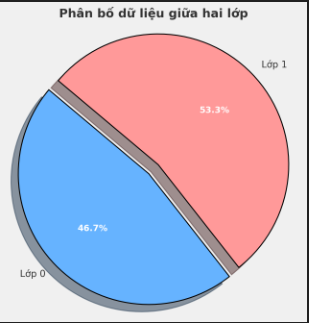 Phân bố dữ liệu giữa hai lớp
Lớp 1
53.3%
46.7%
Lớp 0